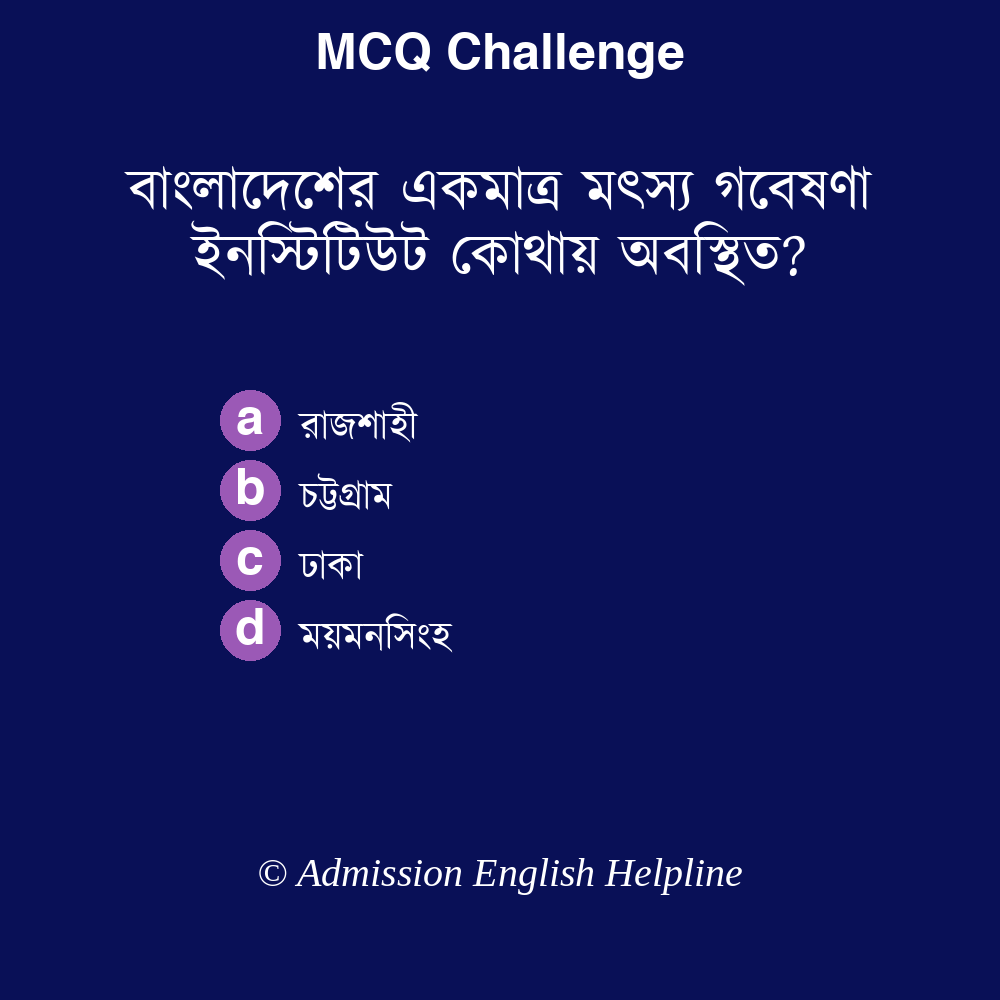 MCQ Challenge
বাংলাদেশের একমাত্র মৎস্য গবেষণা
ইনস্টিটিউট কোথায় অবস্থিত?
a রাজশাহী
b চট্টগ্রাম
c ঢাকা
d ময়মনসিংহ
© Admission English Helpline